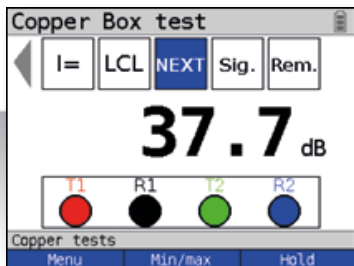 Copper Box test
I= LCL NEXT Sig. Rem.
37.7 dB
T1 R1 T2 R2
Copper tests
Menu Min/max Hold